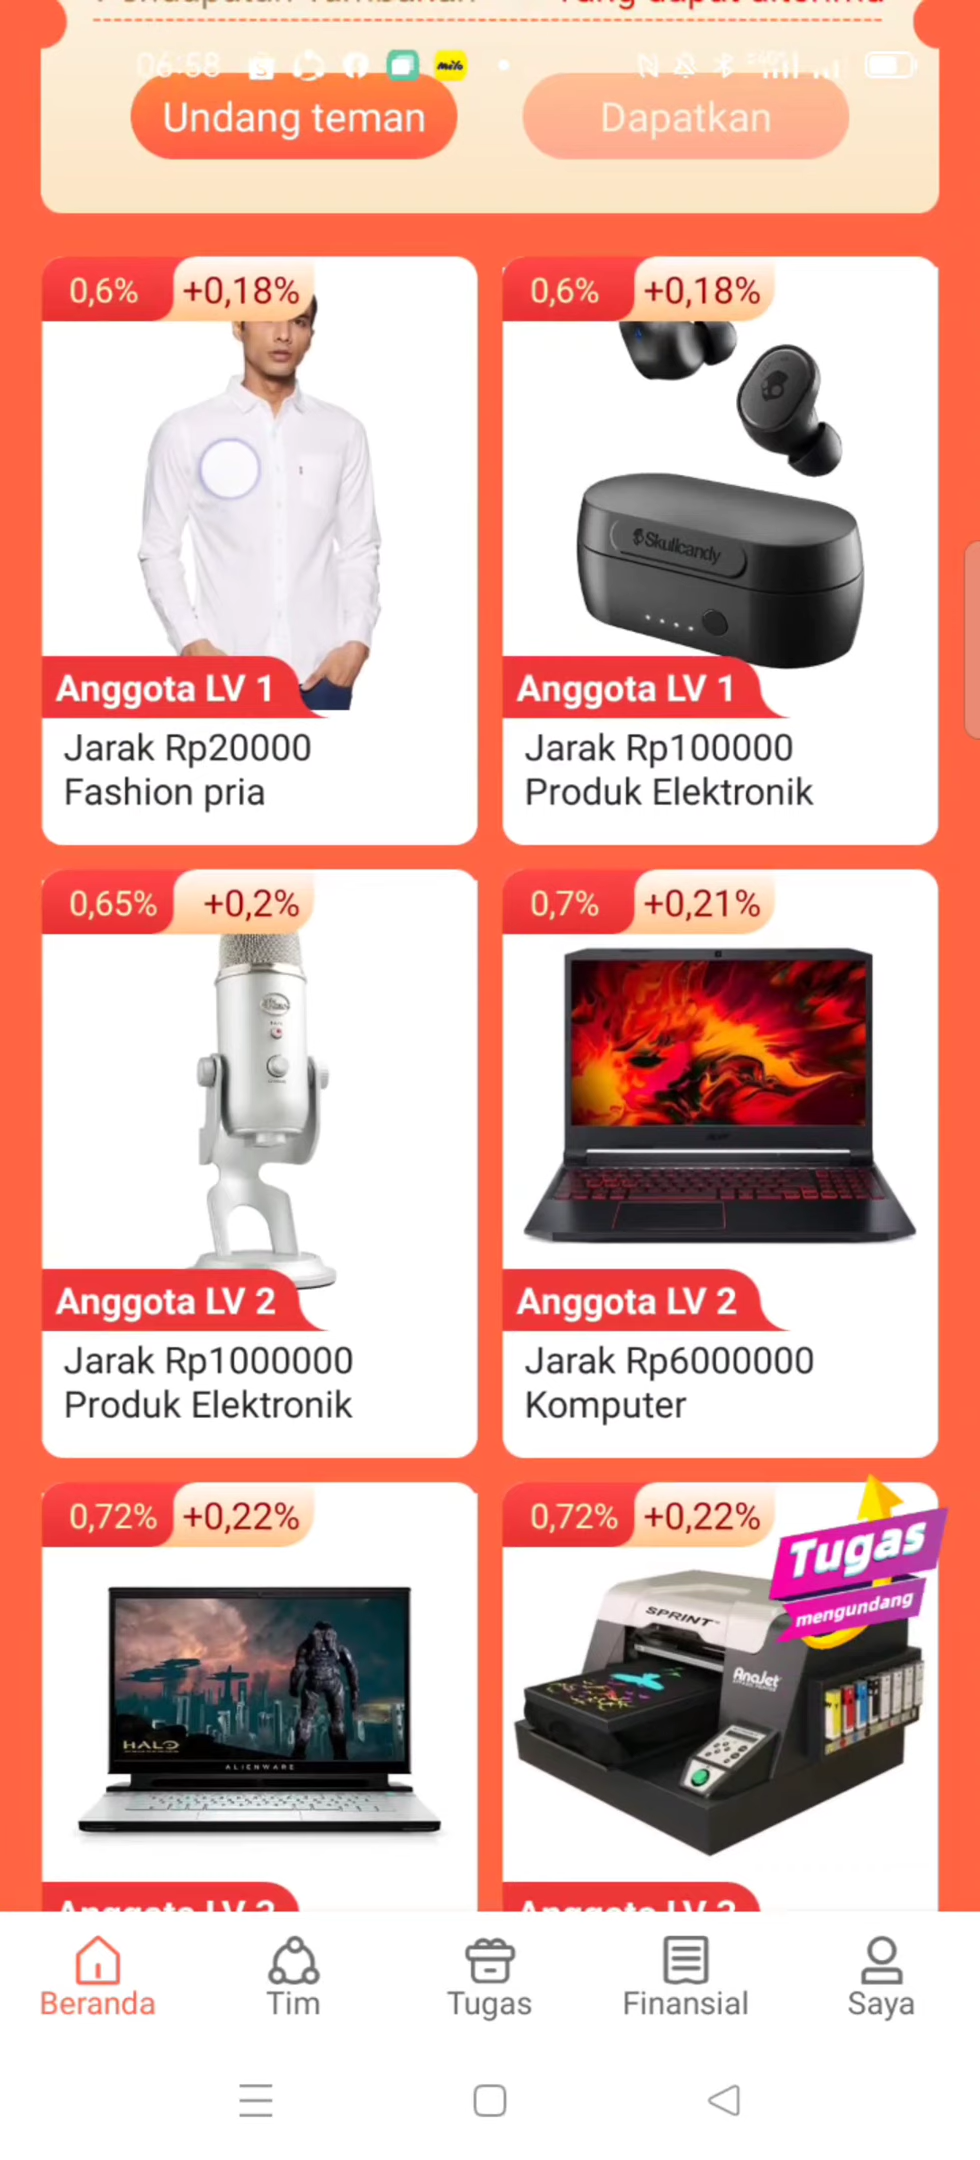 06:58
Undang teman
Dapatkan
0,6% +0,18%
0,6% +0,18%
Skullcandy
Anggota LV 1
Anggota LV 1
Jarak Rp20000
Fashion pria
Jarak Rp100000
Produk Elektronik
0,65% +0,2%
0,7% +0,21%
Anggota LV 2
Anggota LV 2
Jarak Rp1000000
Produk Elektronik
Jarak Rp6000000
Komputer
0,72% +0,22%
0,72% +0,22%
Tugas
mengundang
SPRINT
AnaJet
HALO
ALIENWARE
Beranda
Tim
Tugas
Finansial
Saya